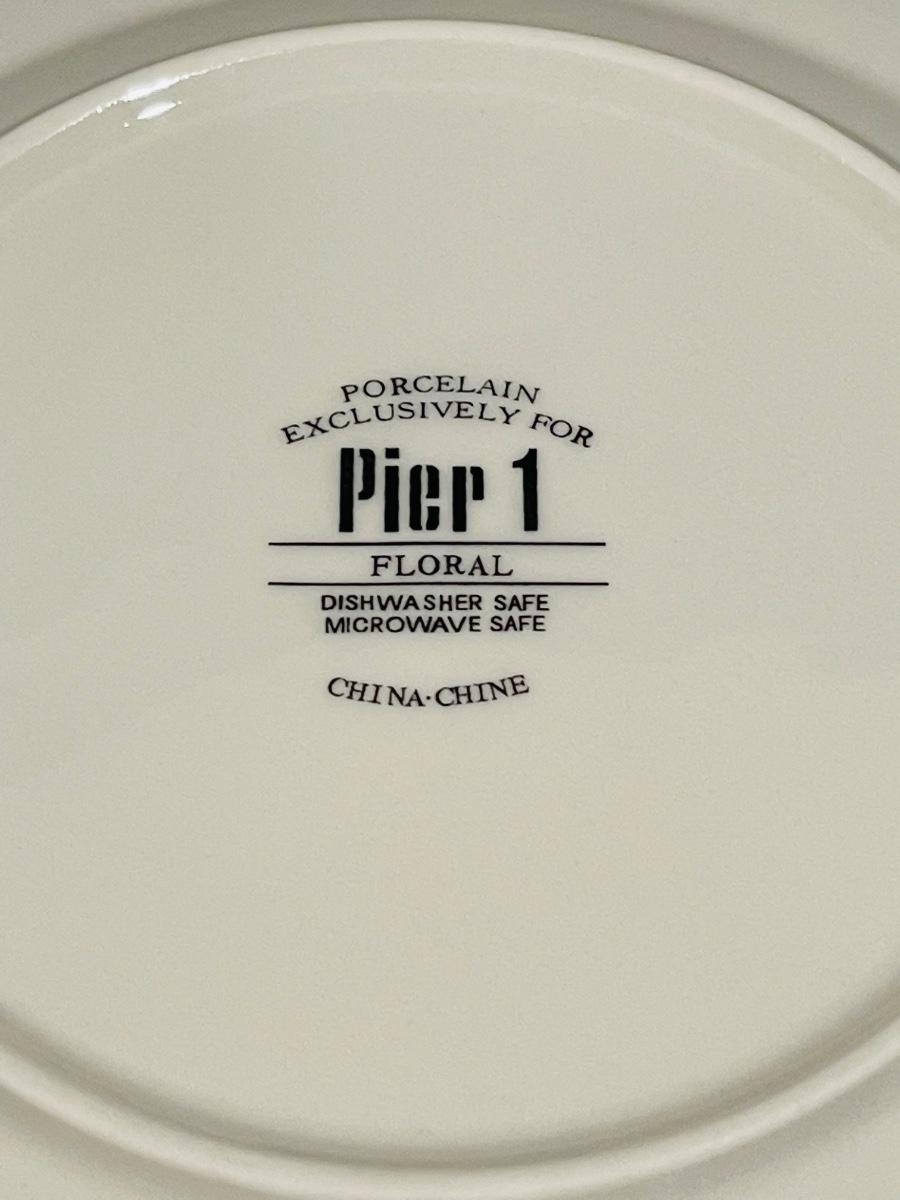 PORCELAIN
EXCLUSIVELY FOR
Pier 1
FLORAL
DISHWASHER SAFE
MICROWAVE SAFE
CHINA·CHINE